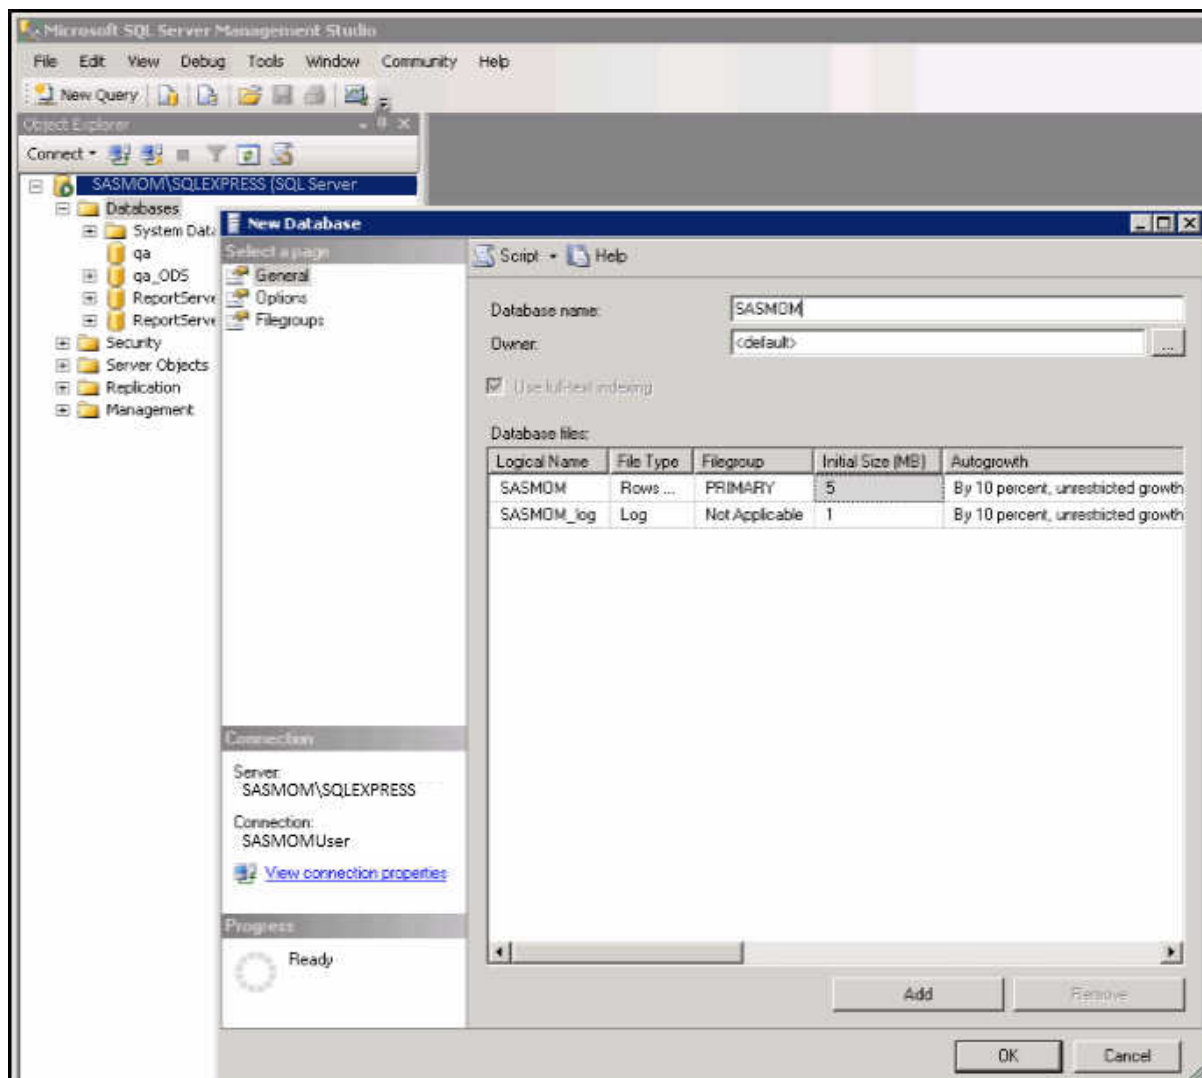 Microsoft SQL Server Management Studio
File Edit View Debug Tools Window Community Help
New Query
Object Explorer
Connect
SASMOM\SQLEXPRESS (SQL Server
Databases
System Data
qa
qa_ODS
ReportServe
ReportServe
Security
Server Objects
Replication
Management
New Database
Select a page
General
Options
Filegroups
Script Help
Database name: SASMOM
Owner: <default> ...
Use full-text indexing
Database files:
Logical Name File Type Filegroup Initial Size (MB) Autogrowth
SASMOM Rows ... PRIMARY 5 By 10 percent, unrestricted growth
SASMOM_log Log Not Applicable 1 By 10 percent, unrestricted growth
Connection
Server:
SASMOM\SQLEXPRESS
Connection:
SASMOMUser
View connection properties
Progress
Ready
Add Remove
OK Cancel